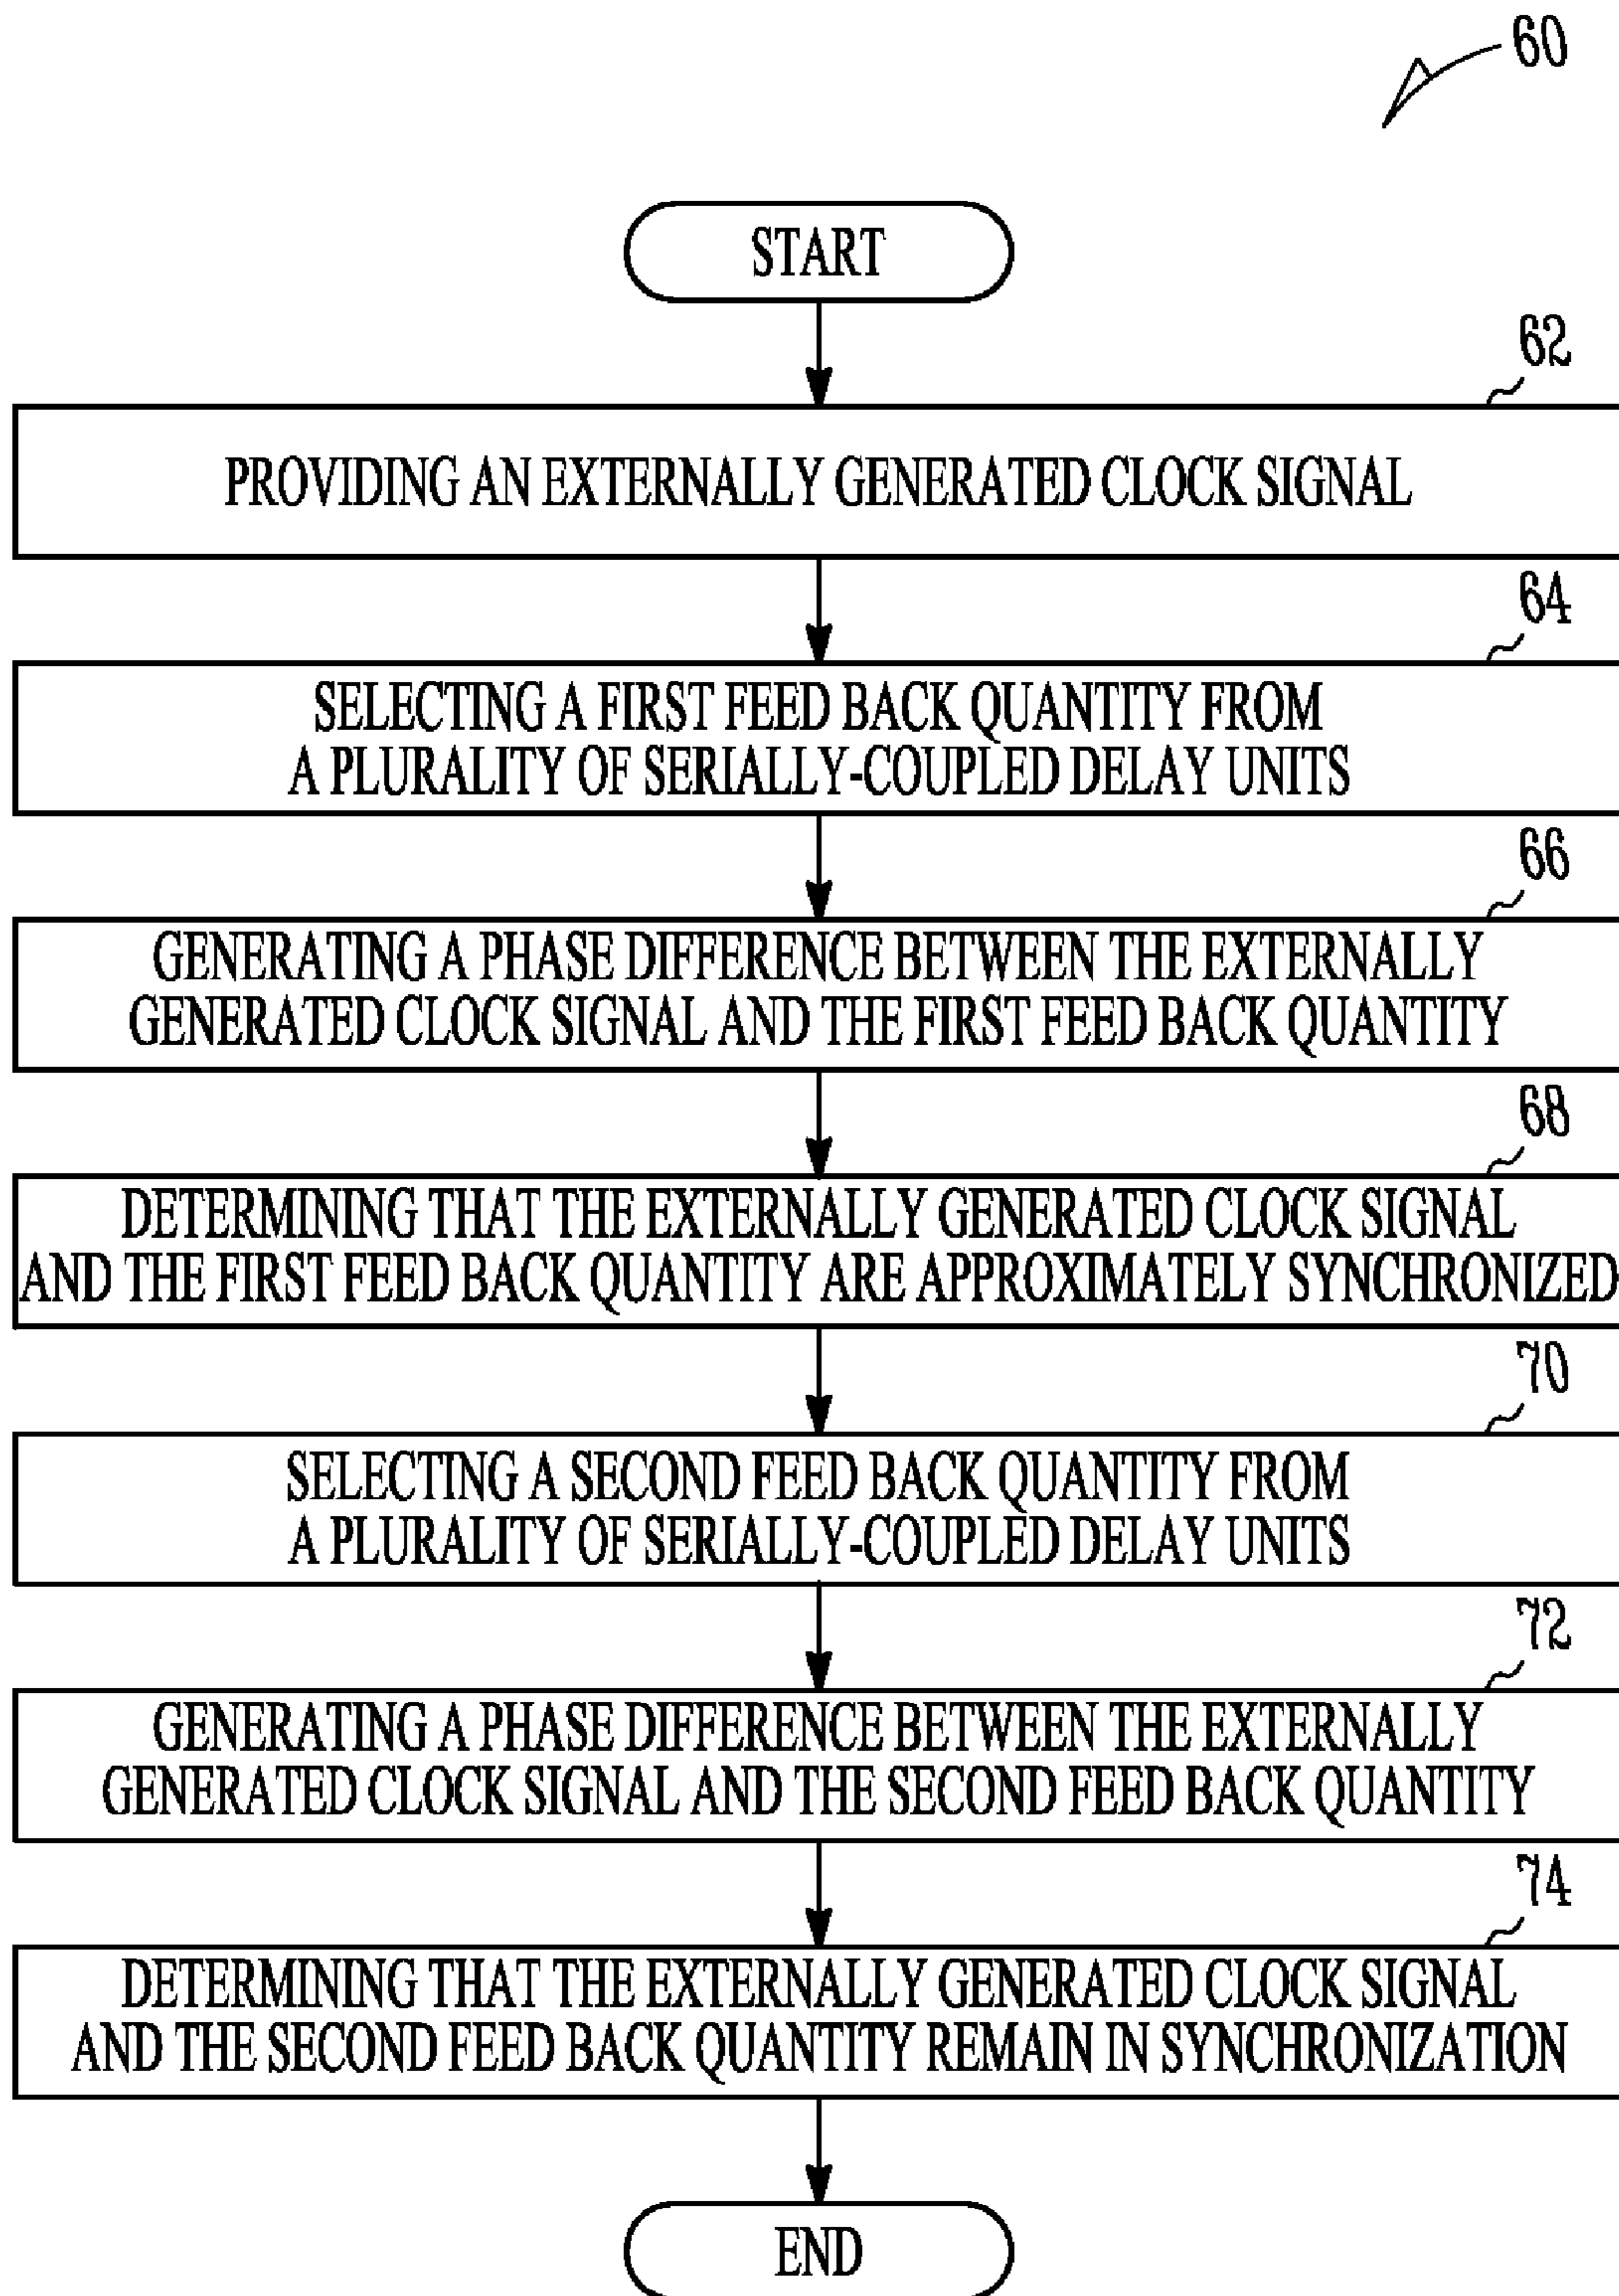 60
START
62
PROVIDING AN EXTERNALLY GENERATED CLOCK SIGNAL
64
SELECTING A FIRST FEED BACK QUANTITY FROM
A PLURALITY OF SERIALLY-COUPLED DELAY UNITS
66
GENERATING A PHASE DIFFERENCE BETWEEN THE EXTERNALLY
GENERATED CLOCK SIGNAL AND THE FIRST FEED BACK QUANTITY
68
DETERMINING THAT THE EXTERNALLY GENERATED CLOCK SIGNAL
AND THE FIRST FEED BACK QUANTITY ARE APPROXIMATELY SYNCHRONIZED
70
SELECTING A SECOND FEED BACK QUANTITY FROM
A PLURALITY OF SERIALLY-COUPLED DELAY UNITS
72
GENERATING A PHASE DIFFERENCE BETWEEN THE EXTERNALLY
GENERATED CLOCK SIGNAL AND THE SECOND FEED BACK QUANTITY
74
DETERMINING THAT THE EXTERNALLY GENERATED CLOCK SIGNAL
AND THE SECOND FEED BACK QUANTITY REMAIN IN SYNCHRONIZATION
END